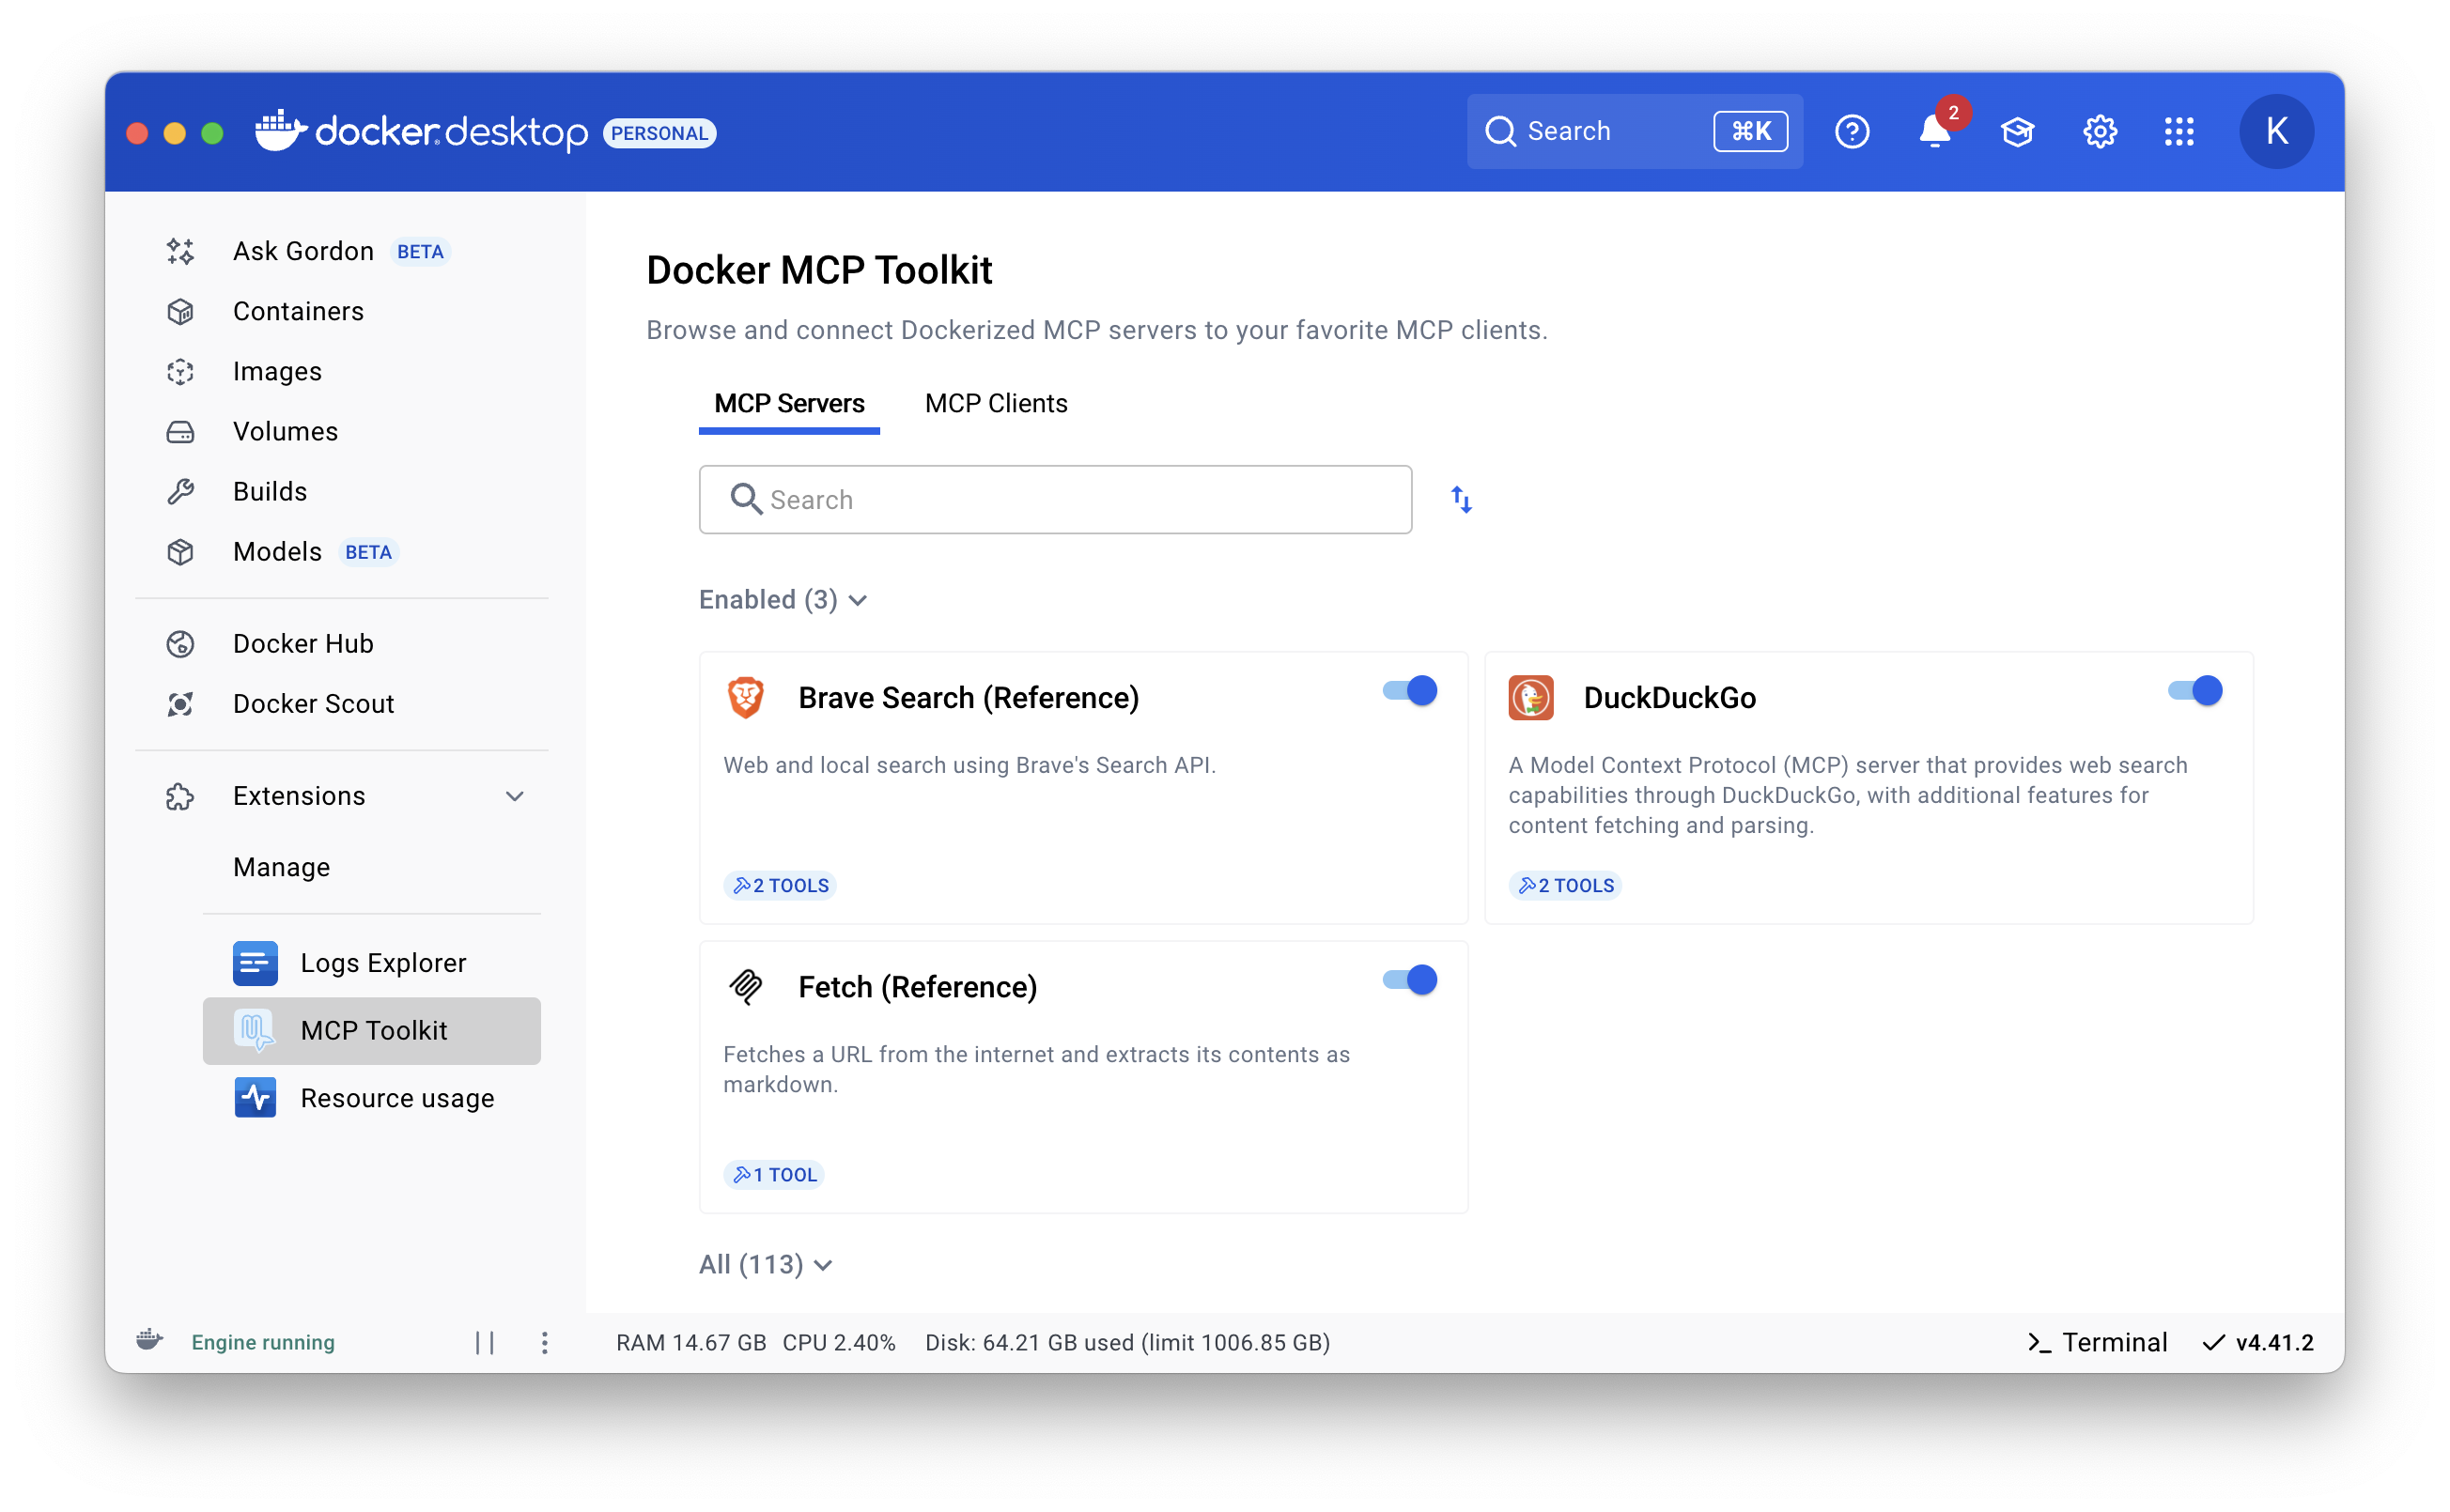 docker desktop PERSONAL
Search ⌘K
2
K
Ask Gordon BETA
Containers
Images
Volumes
Builds
Models BETA
Docker Hub
Docker Scout
Extensions
Manage
Logs Explorer
MCP Toolkit
Resource usage
Docker MCP Toolkit
Browse and connect Dockerized MCP servers to your favorite MCP clients.
MCP Servers MCP Clients
Search
Enabled (3)
Brave Search (Reference)
Web and local search using Brave's Search API.
2 TOOLS
DuckDuckGo
A Model Context Protocol (MCP) server that provides web search
capabilities through DuckDuckGo, with additional features for
content fetching and parsing.
2 TOOLS
Fetch (Reference)
Fetches a URL from the internet and extracts its contents as
markdown.
1 TOOL
All (113)
Engine running
RAM 14.67 GB CPU 2.40% Disk: 64.21 GB used (limit 1006.85 GB)
Terminal
v4.41.2